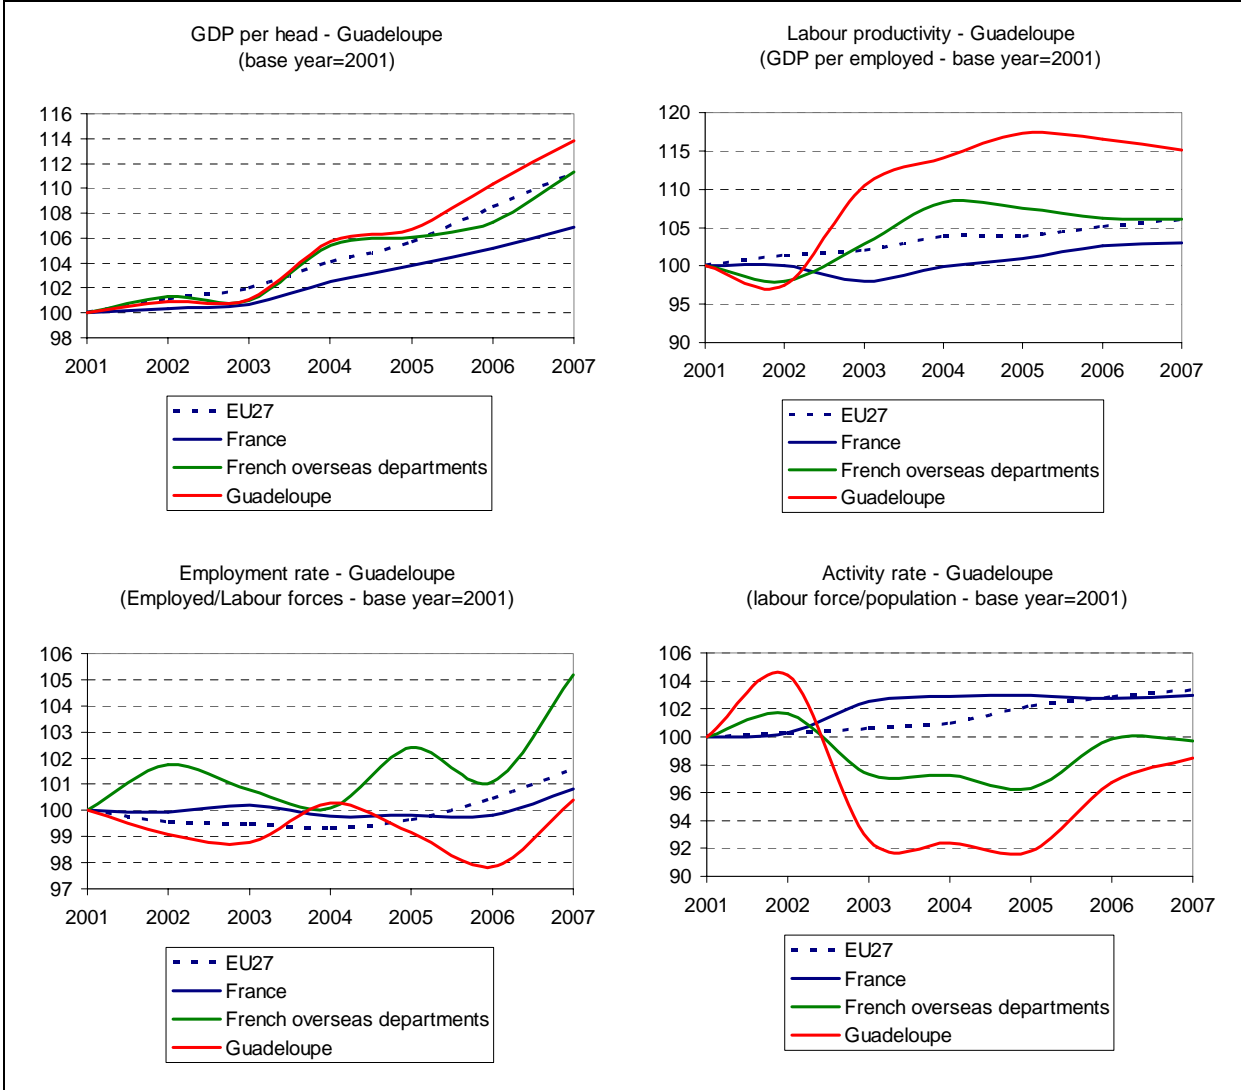 GDP per head - Guadeloupe
(base year=2001)
116
114
112
110
108
106
104
102
100
98
2001 2002 2003 2004 2005 2006 2007
EU27
France
French overseas departments
Guadeloupe
Labour productivity - Guadeloupe
(GDP per employed - base year=2001)
120
115
110
105
100
95
90
2001 2002 2003 2004 2005 2006 2007
EU27
France
French overseas departments
Guadeloupe
Employment rate - Guadeloupe
(Employed/Labour forces - base year=2001)
106
105
104
103
102
101
100
99
98
97
2001 2002 2003 2004 2005 2006 2007
EU27
France
French overseas departments
Guadeloupe
Activity rate - Guadeloupe
(labour force/population - base year=2001)
106
104
102
100
98
96
94
92
90
2001 2002 2003 2004 2005 2006 2007
EU27
France
French overseas departments
Guadeloupe